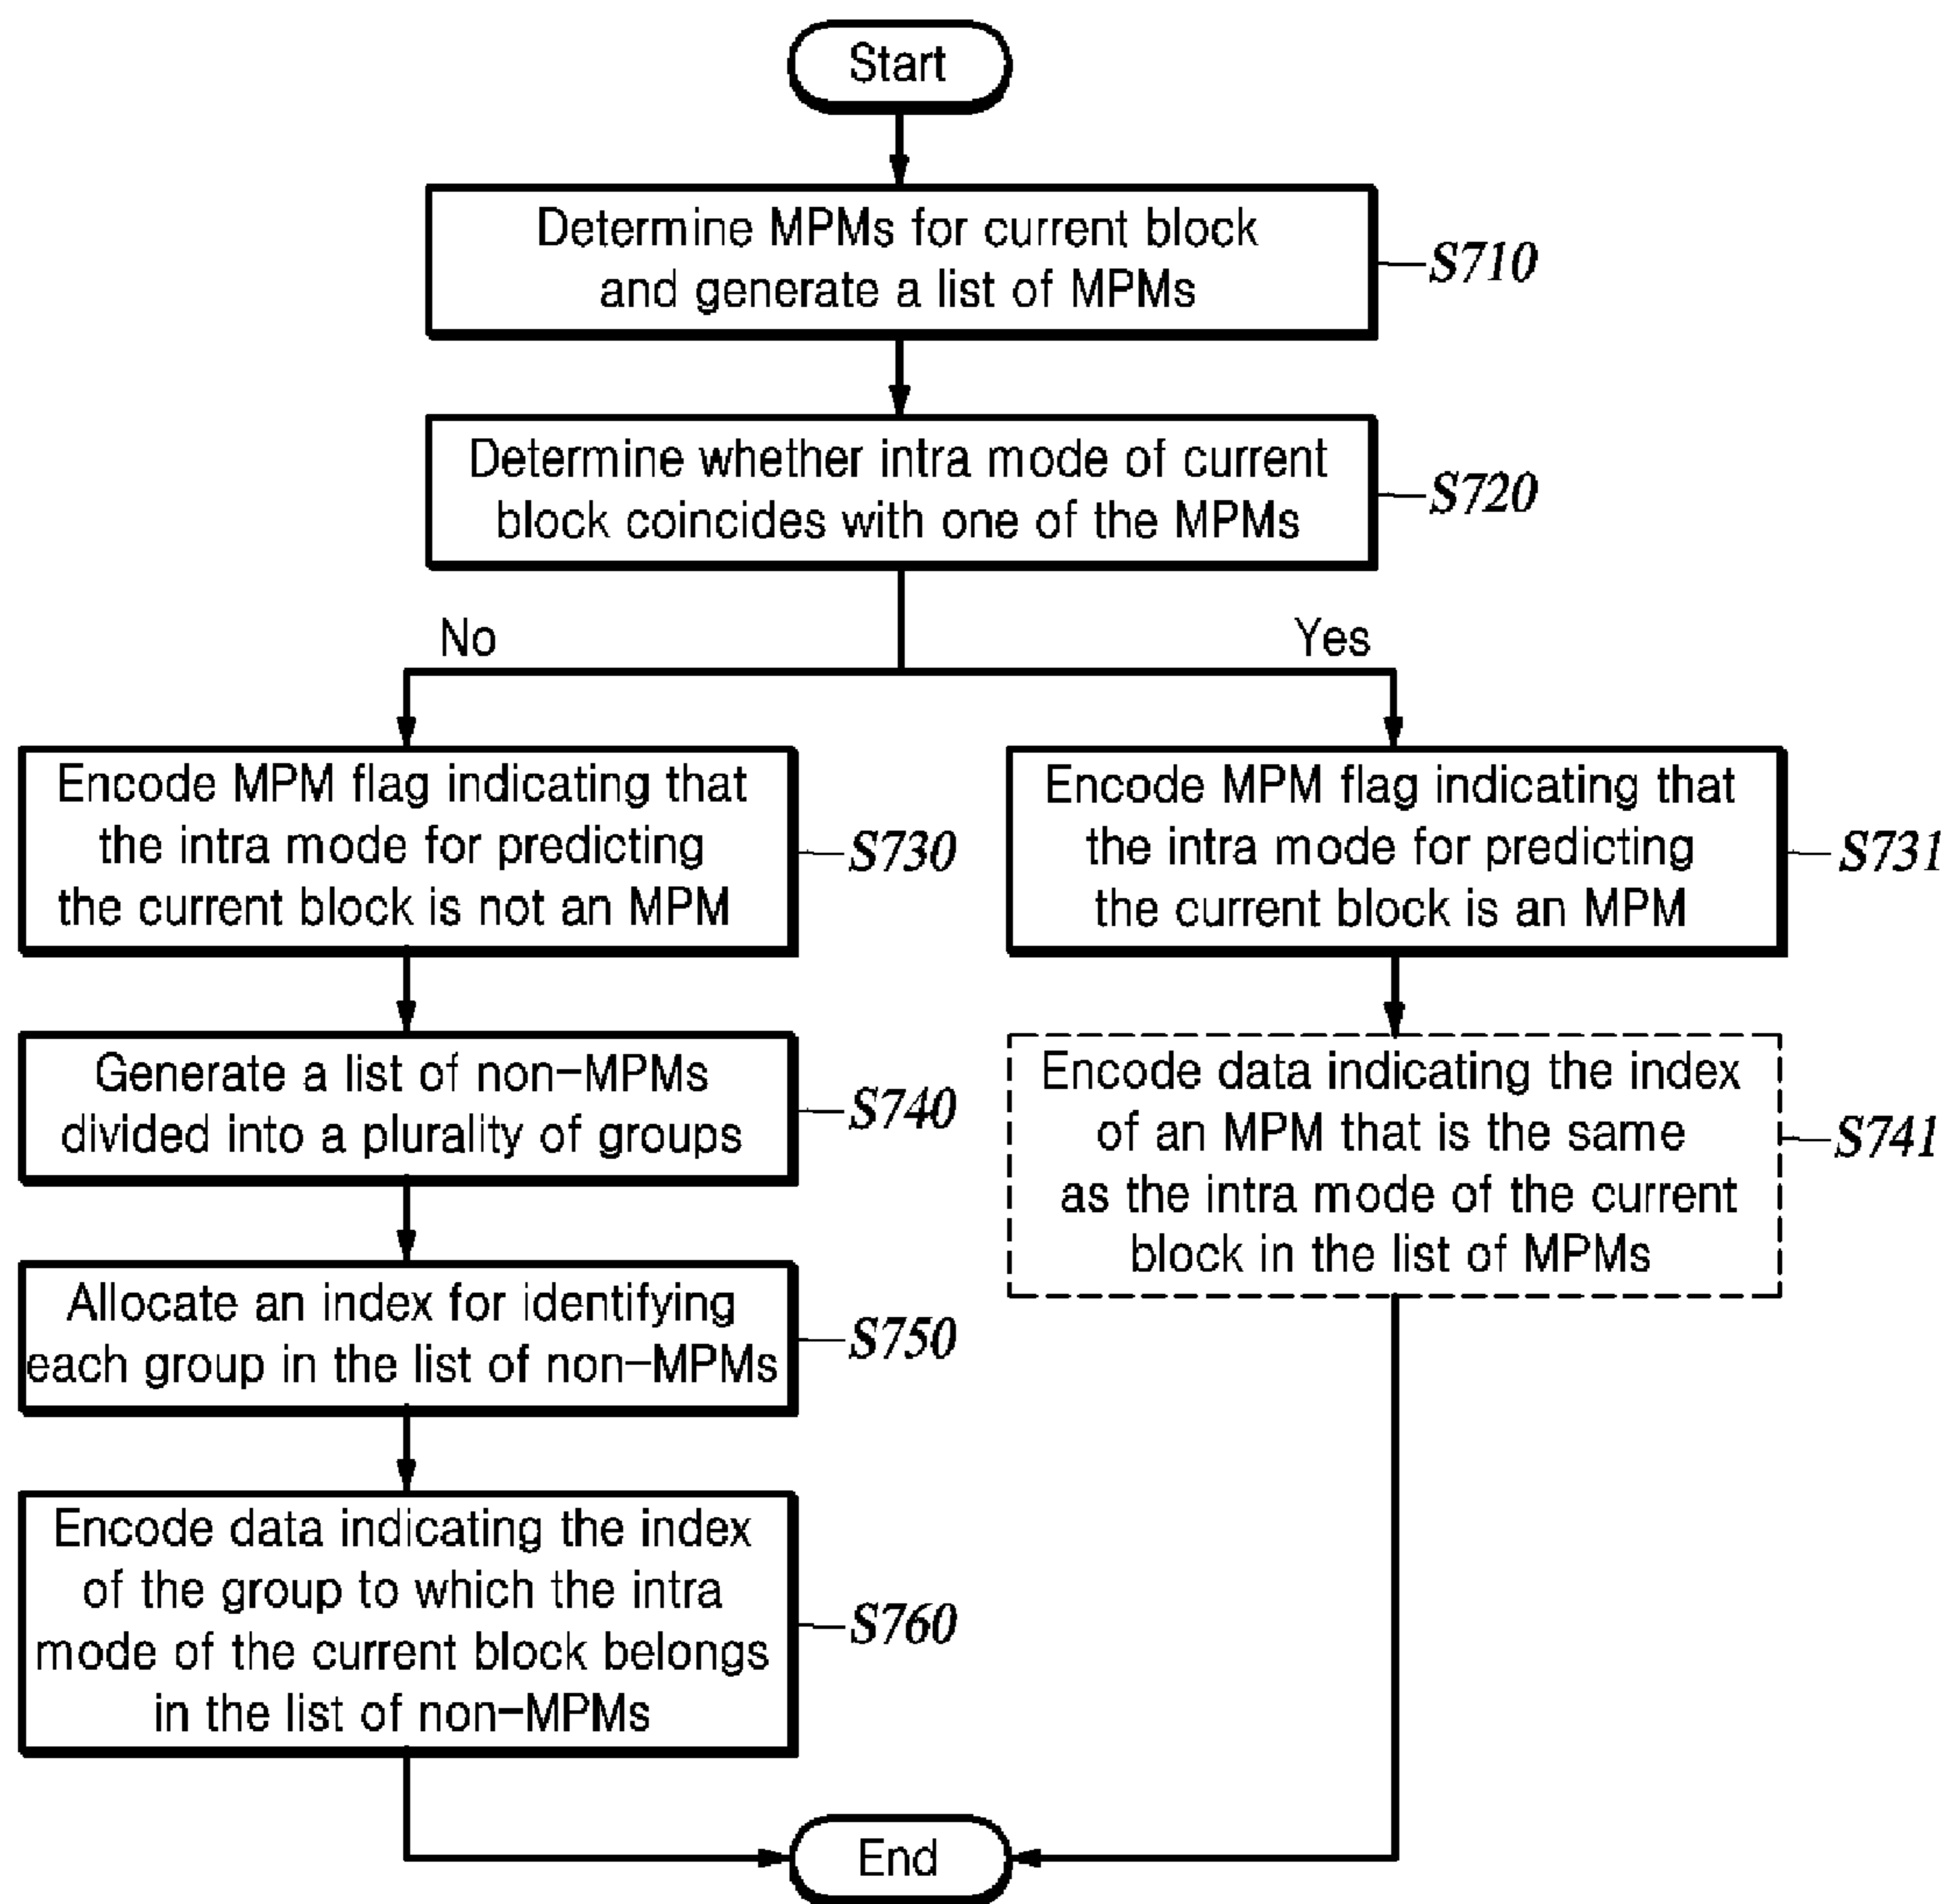 Start
Determine MPMs for current block
and generate a list of MPMs
S710
Determine whether intra mode of current
block coincides with one of the MPMs
S720
No
Yes
Encode MPM flag indicating that
the intra mode for predicting
the current block is not an MPM
S730
Encode MPM flag indicating that
the intra mode for predicting
the current block is an MPM
S731
Generate a list of non-MPMs
divided into a plurality of groups
S740
Encode data indicating the index
of an MPM that is the same
as the intra mode of the current
block in the list of MPMs
S741
Allocate an index for identifying
each group in the list of non-MPMs
S750
Encode data indicating the index
of the group to which the intra
mode of the current block belongs
in the list of non-MPMs
S760
End